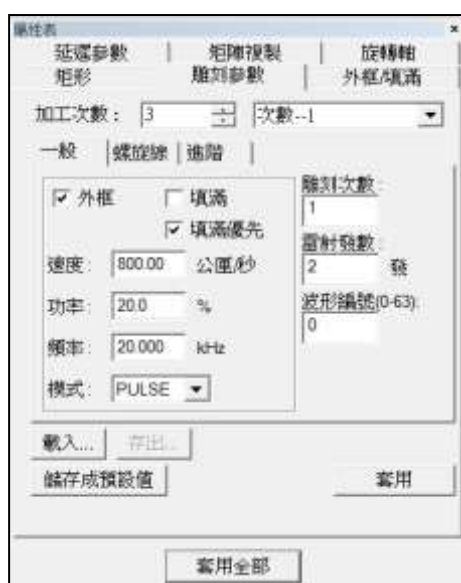 屬性表 ×
延遲參數 矩陣複製 旋轉軸
矩形 雕刻參數 外框/填滿
加工次數： 3 次數--1
一般 螺旋線 進階
外框 填滿
填滿優先
速度： 800.00 公厘/秒
功率： 20.0 %
頻率： 20.000 kHz
模式： PULSE
雕刻次數：
1
雷射發數：
2 發
波形編號(0-63):
0
載入... 存出...
儲存成預設值 套用
套用全部